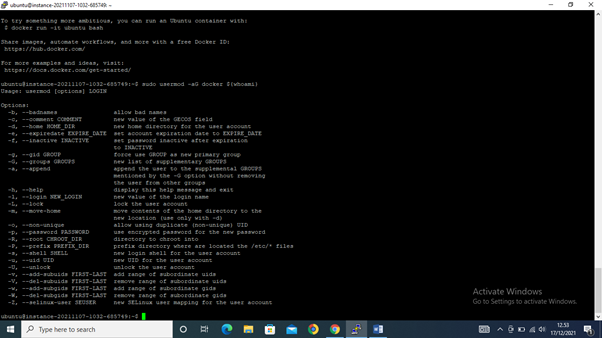 ubuntu@instance-20211107-1032-685749: ~
To try something more ambitious, you can run an Ubuntu container with:
$ docker run -it ubuntu bash
Share images, automate workflows, and more with a free Docker ID:
https://hub.docker.com/
For more examples and ideas, visit:
https://docs.docker.com/get-started/
ubuntu@instance-20211107-1032-685749:~$ sudo usermod -aG docker $(whoami)
Usage: usermod [options] LOGIN
Options:
-b, --badnames allow bad names
-c, --comment COMMENT new value of the GECOS field
-d, --home HOME_DIR new home directory for the user account
-e, --expiredate EXPIRE_DATE set account expiration date to EXPIRE_DATE
-f, --inactive INACTIVE set password inactive after expiration
to INACTIVE
-g, --gid GROUP force use GROUP as new primary group
-G, --groups GROUPS new list of supplementary GROUPS
-a, --append append the user to the supplemental GROUPS
mentioned by the -G option without removing
the user from other groups
-h, --help display this help message and exit
-l, --login NEW_LOGIN new value of the login name
-L, --lock lock the user account
-m, --move-home move contents of the home directory to the
new location (use only with -d)
-o, --non-unique allow using duplicate (non-unique) UID
-p, --password PASSWORD use encrypted password for the new password
-R, --root CHROOT_DIR directory to chroot into
-P, --prefix PREFIX_DIR prefix directory where are located the /etc/* files
-s, --shell SHELL new login shell for the user account
-u, --uid UID new UID for the user account
-U, --unlock unlock the user account
-v, --add-subuids FIRST-LAST add range of subordinate uids
-V, --del-subuids FIRST-LAST remove range of subordinate uids
-w, --add-subgids FIRST-LAST add range of subordinate gids
-W, --del-subgids FIRST-LAST remove range of subordinate gids
-Z, --selinux-user SEUSER new SELinux user mapping for the user account
Activate Windows
Go to Settings to activate Windows.
ubuntu@instance-20211107-1032-685749:~$
Type here to search
12.53
17/12/2021